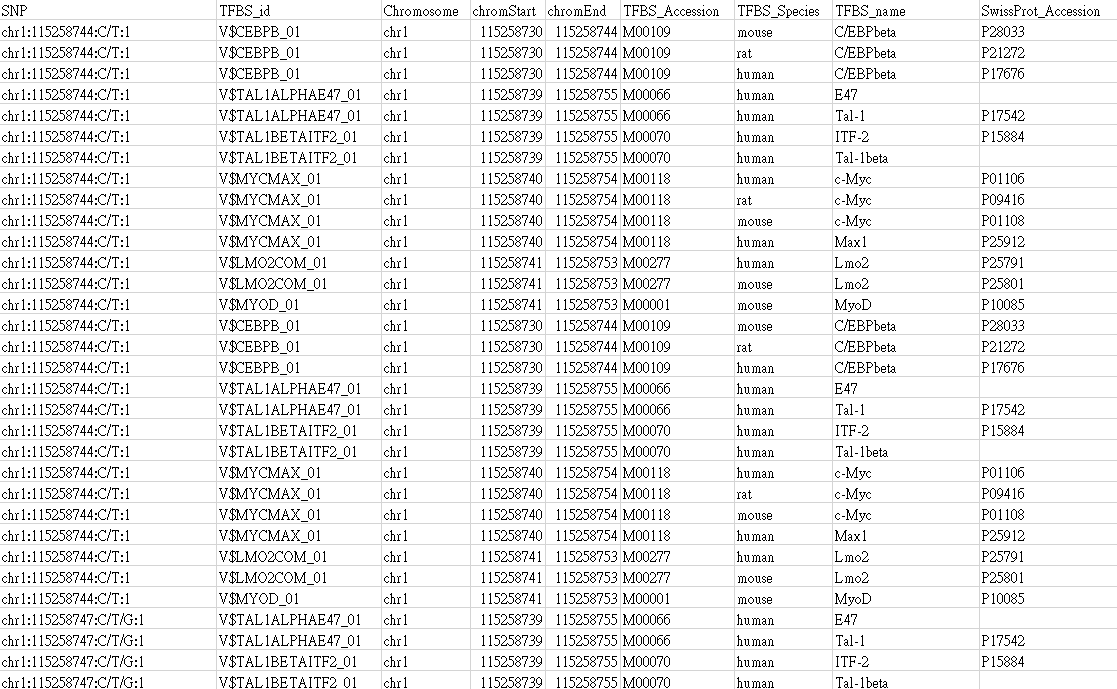 SNP TFBS_id Chromosome chromStart chromEnd TFBS_Accession TFBS_Species TFBS_name SwissProt_Accession
chr1:115258744:C/T:1 V$CEBPB_01 chr1 115258730 115258744 M00109 mouse C/EBPbeta P28033
chr1:115258744:C/T:1 V$CEBPB_01 chr1 115258730 115258744 M00109 rat C/EBPbeta P21272
chr1:115258744:C/T:1 V$CEBPB_01 chr1 115258730 115258744 M00109 human C/EBPbeta P17676
chr1:115258744:C/T:1 V$TAL1ALPHAE47_01 chr1 115258739 115258755 M00066 human E47
chr1:115258744:C/T:1 V$TAL1ALPHAE47_01 chr1 115258739 115258755 M00066 human Tal-1 P17542
chr1:115258744:C/T:1 V$TAL1BETAITF2_01 chr1 115258739 115258755 M00070 human ITF-2 P15884
chr1:115258744:C/T:1 V$TAL1BETAITF2_01 chr1 115258739 115258755 M00070 human Tal-1beta
chr1:115258744:C/T:1 V$MYCMAX_01 chr1 115258740 115258754 M00118 human c-Myc P01106
chr1:115258744:C/T:1 V$MYCMAX_01 chr1 115258740 115258754 M00118 rat c-Myc P09416
chr1:115258744:C/T:1 V$MYCMAX_01 chr1 115258740 115258754 M00118 mouse c-Myc P01108
chr1:115258744:C/T:1 V$MYCMAX_01 chr1 115258740 115258754 M00118 human Max1 P25912
chr1:115258744:C/T:1 V$LMO2COM_01 chr1 115258741 115258753 M00277 human Lmo2 P25791
chr1:115258744:C/T:1 V$LMO2COM_01 chr1 115258741 115258753 M00277 mouse Lmo2 P25801
chr1:115258744:C/T:1 V$MYOD_01 chr1 115258741 115258753 M00001 mouse MyoD P10085
chr1:115258744:C/T:1 V$CEBPB_01 chr1 115258730 115258744 M00109 mouse C/EBPbeta P28033
chr1:115258744:C/T:1 V$CEBPB_01 chr1 115258730 115258744 M00109 rat C/EBPbeta P21272
chr1:115258744:C/T:1 V$CEBPB_01 chr1 115258730 115258744 M00109 human C/EBPbeta P17676
chr1:115258744:C/T:1 V$TAL1ALPHAE47_01 chr1 115258739 115258755 M00066 human E47
chr1:115258744:C/T:1 V$TAL1ALPHAE47_01 chr1 115258739 115258755 M00066 human Tal-1 P17542
chr1:115258744:C/T:1 V$TAL1BETAITF2_01 chr1 115258739 115258755 M00070 human ITF-2 P15884
chr1:115258744:C/T:1 V$TAL1BETAITF2_01 chr1 115258739 115258755 M00070 human Tal-1beta
chr1:115258744:C/T:1 V$MYCMAX_01 chr1 115258740 115258754 M00118 human c-Myc P01106
chr1:115258744:C/T:1 V$MYCMAX_01 chr1 115258740 115258754 M00118 rat c-Myc P09416
chr1:115258744:C/T:1 V$MYCMAX_01 chr1 115258740 115258754 M00118 mouse c-Myc P01108
chr1:115258744:C/T:1 V$MYCMAX_01 chr1 115258740 115258754 M00118 human Max1 P25912
chr1:115258744:C/T:1 V$LMO2COM_01 chr1 115258741 115258753 M00277 human Lmo2 P25791
chr1:115258744:C/T:1 V$LMO2COM_01 chr1 115258741 115258753 M00277 mouse Lmo2 P25801
chr1:115258744:C/T:1 V$MYOD_01 chr1 115258741 115258753 M00001 mouse MyoD P10085
chr1:115258747:C/T/G:1 V$TAL1ALPHAE47_01 chr1 115258739 115258755 M00066 human E47
chr1:115258747:C/T/G:1 V$TAL1ALPHAE47_01 chr1 115258739 115258755 M00066 human Tal-1 P17542
chr1:115258747:C/T/G:1 V$TAL1BETAITF2_01 chr1 115258739 115258755 M00070 human ITF-2 P15884
chr1:115258747:C/T/G:1 V$TAL1BETAITF2_01 chr1 115258739 115258755 M00070 human Tal-1beta